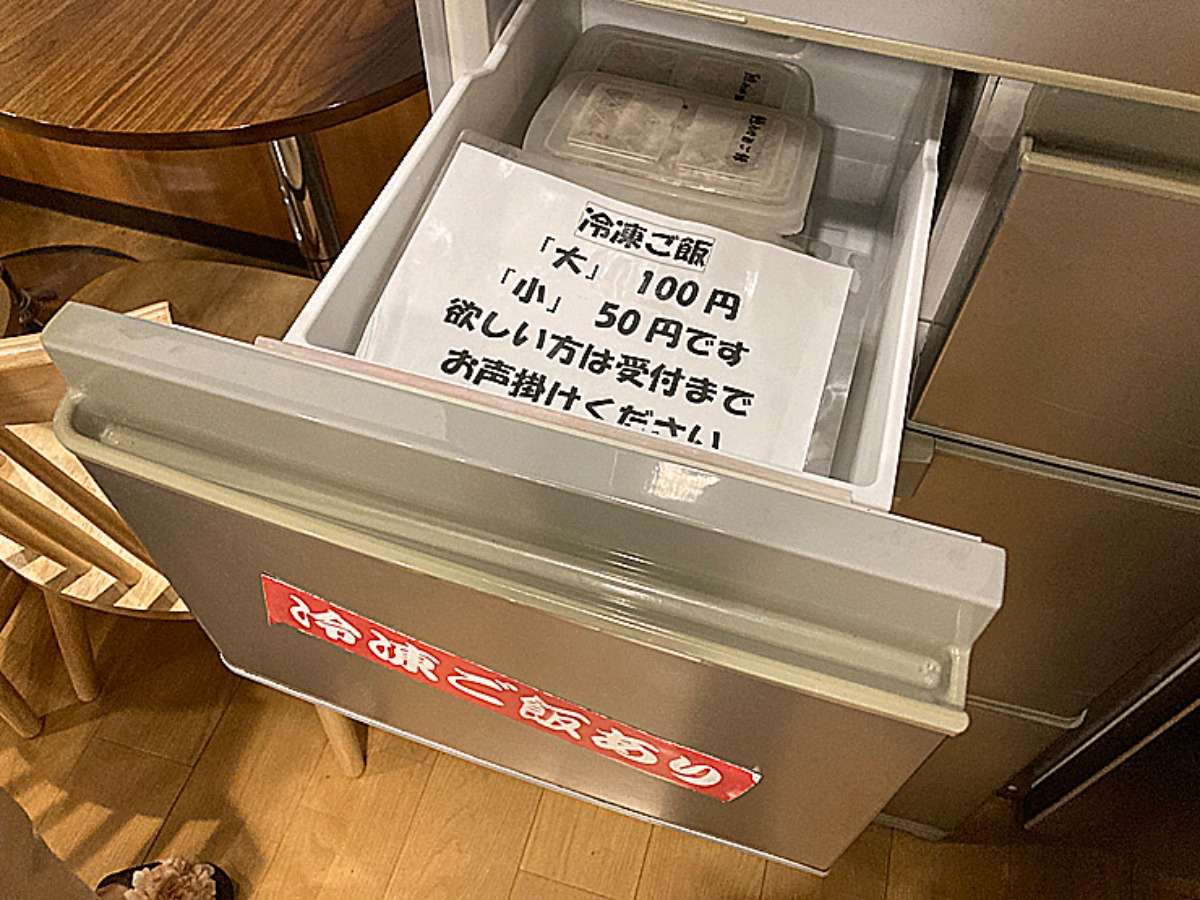 冷凍ご飯
「大」 100円
「小」 50円です
欲しい方は受付まで
お声掛けください
冷凍ご飯あり